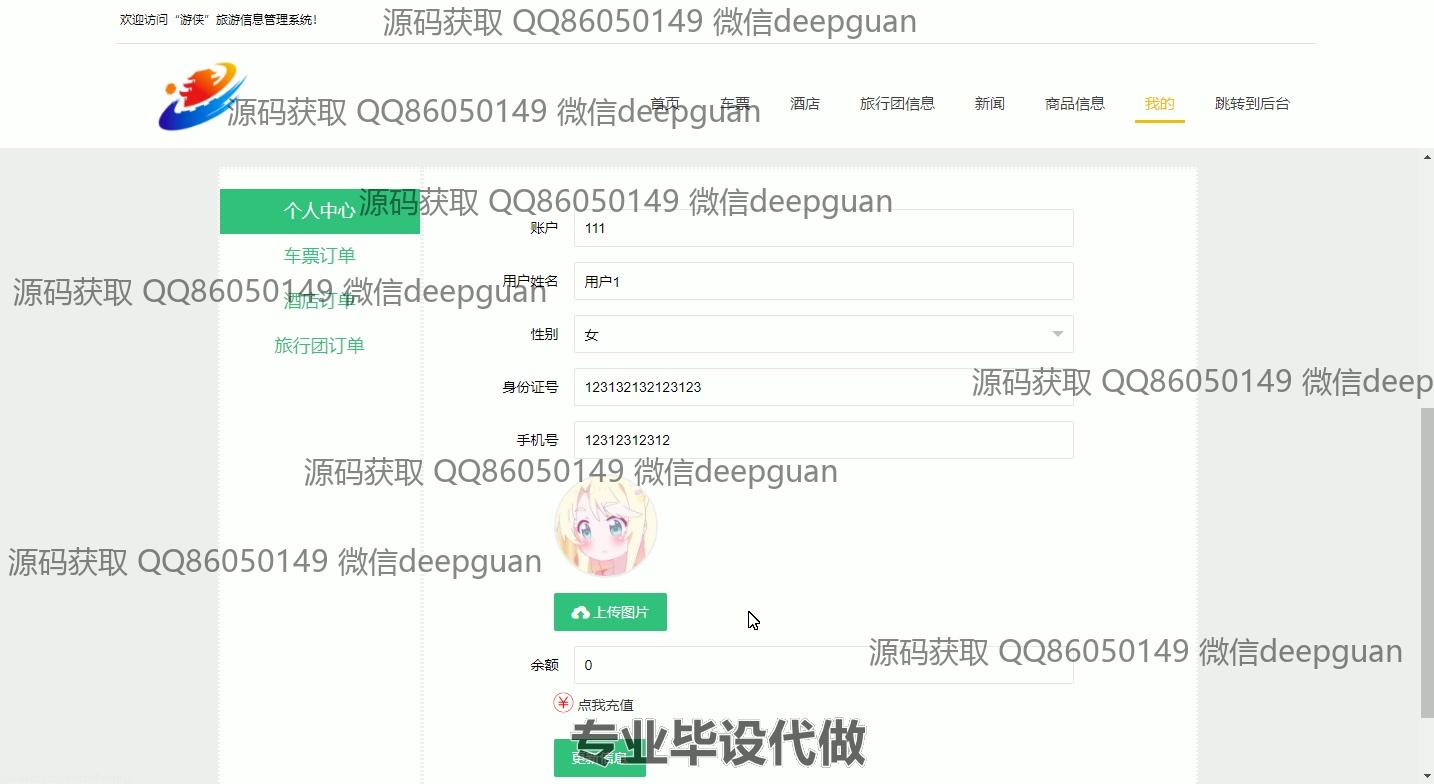 欢迎访问“游侠”旅游信息管理系统!
源码获取 QQ86050149 微信deepguan
首页 车票 酒店 旅行团信息 新闻 商品信息 我的 跳转到后台
源码获取 QQ86050149 微信deepguan
个人中心
源码获取 QQ86050149 微信deepguan
账户 111
车票订单
用户姓名 用户1
源码获取 QQ86050149 微信deepguan
酒店订单
性别 女
旅行团订单
身份证号 123132132123123
源码获取 QQ86050149 微信deep
手机号 12312312312
源码获取 QQ86050149 微信deepguan
源码获取 QQ86050149 微信deepguan
上传图片
源码获取 QQ86050149 微信deepguan
余额 0
点我充值
专业毕设代做
更新信息